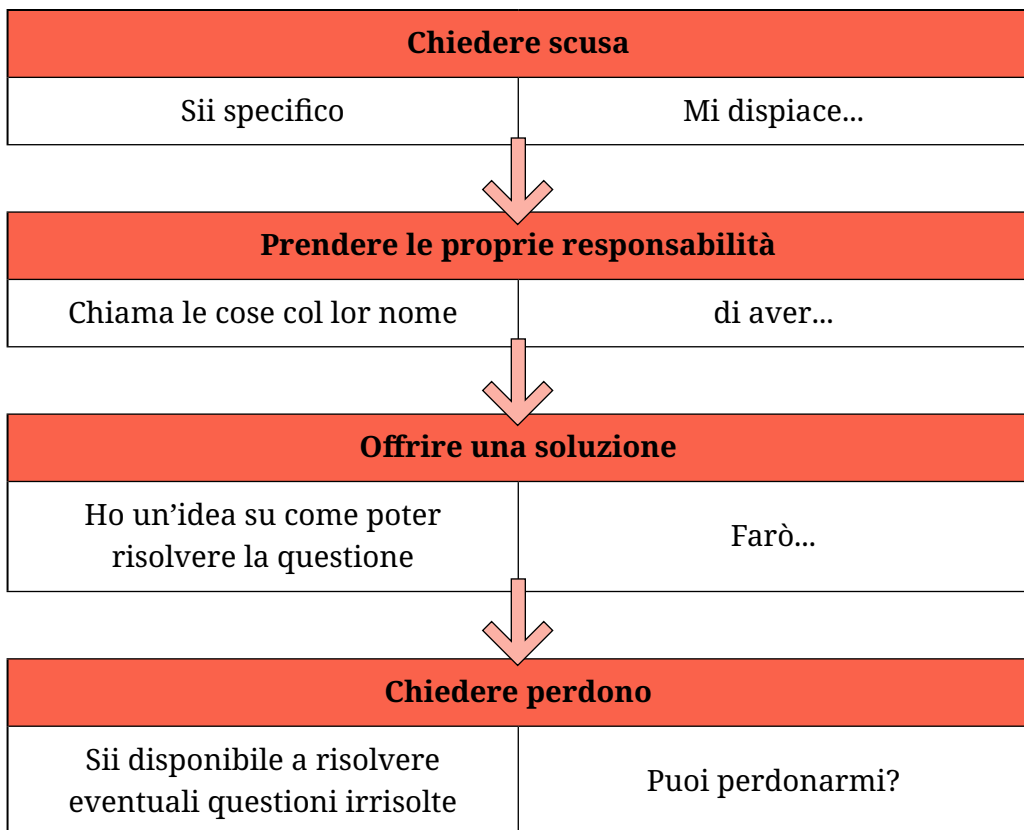 Chiedere scusa
Sii specifico
Mi dispiace...
Prendere le proprie responsabilità
Chiama le cose col lor nome
di aver...
Offrire una soluzione
Ho un’idea su come poter
risolvere la questione
Farò...
Chiedere perdono
Sii disponibile a risolvere
eventuali questioni irrisolte
Puoi perdonarmi?